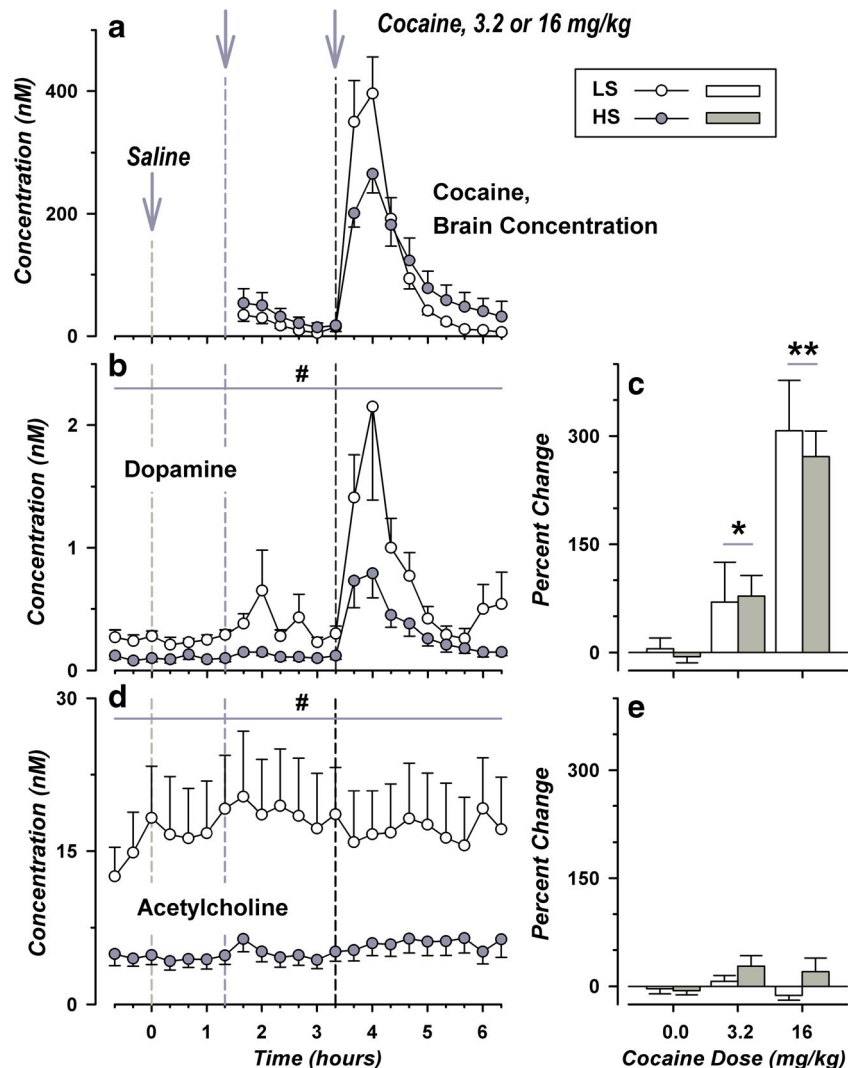 a
Cocaine, 3.2 or 16 mg/kg
LS
HS
Saline
Cocaine,
Brain Concentration
Concentration (nM)
400
200
0
b
#
Dopamine
Concentration (nM)
2
1
0
c
*
**
Percent Change
300
150
0
d
#
Acetylcholine
Concentration (nM)
30
15
0
0 1 2 3 4 5 6
Time (hours)
e
Percent Change
300
150
0
0.0 3.2 16
Cocaine Dose (mg/kg)